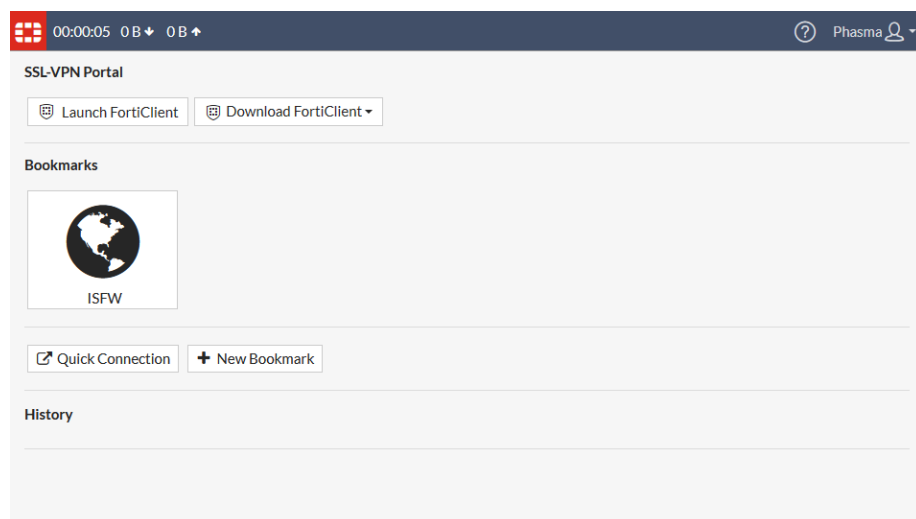 00:00:05 0 B 0 B Phasma
SSL-VPN Portal
Launch FortiClient Download FortiClient
Bookmarks
ISFW
Quick Connection New Bookmark
History